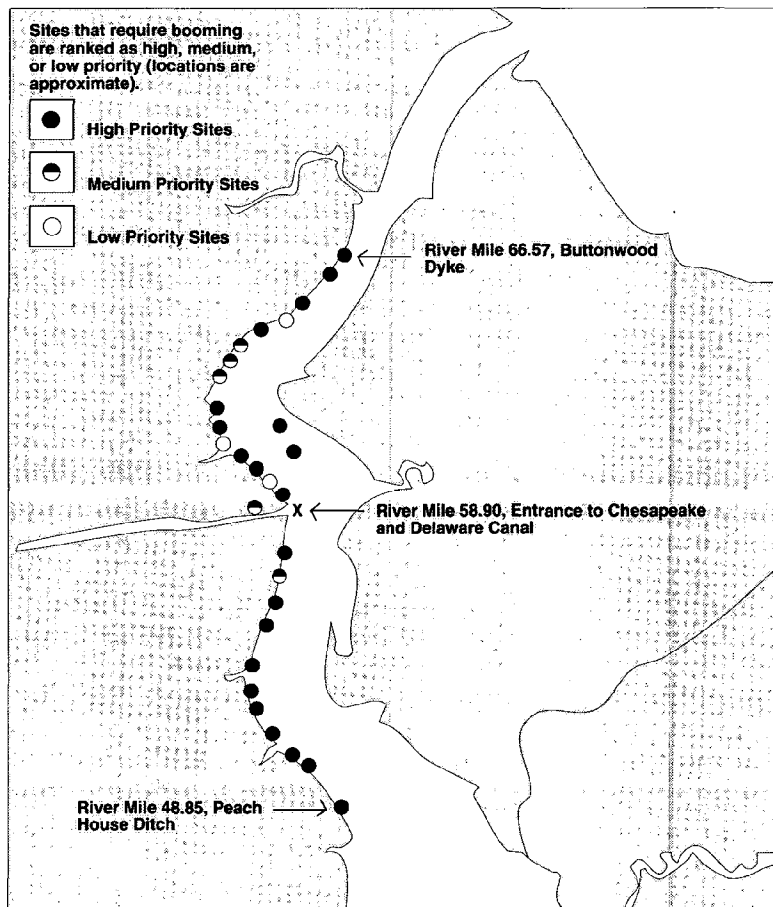 Sites that require booming
are ranked as high, medium,
or low priority (locations are
approximate).
High Priority Sites
Medium Priority Sites
Low Priority Sites
River Mile 66.57, Buttonwood
Dyke
X
River Mile 58.90, Entrance to Chesapeake
and Delaware Canal
River Mile 48.85, Peach
House Ditch